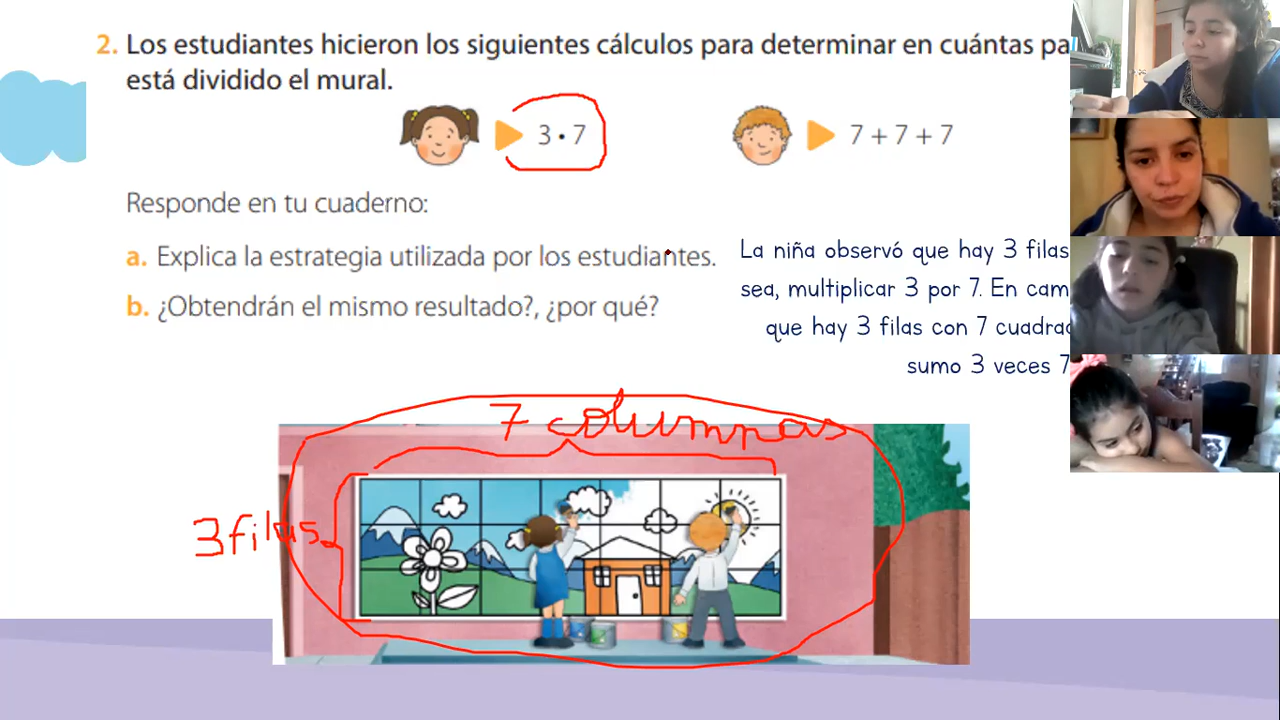 2. Los estudiantes hicieron los siguientes cálculos para determinar en cuántas
está dividido el mural.
3 • 7
7 + 7 + 7
Responde en tu cuaderno:
a. Explica la estrategia utilizada por los estudiantes.
b. ¿Obtendrán el mismo resultado?, ¿por qué?
La niña observó que hay 3 filas
sea, multiplicar 3 por 7. En
que hay 3 filas con 7
sumo 3 veces 7
7 columnas
3 filas